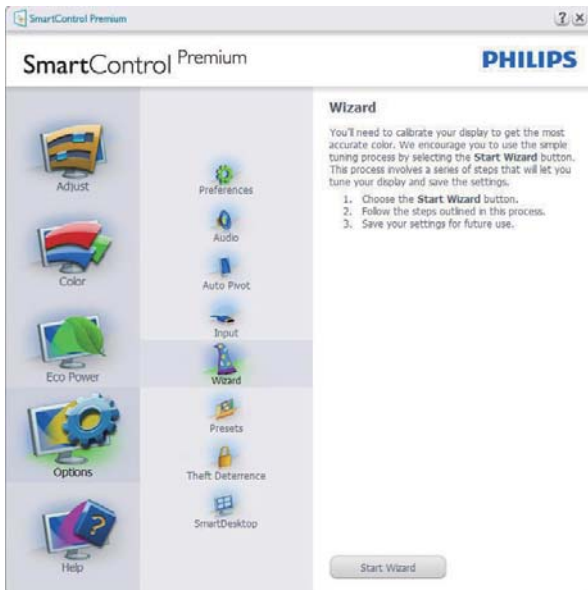 SmartControl Premium
? X
SmartControl Premium
PHILIPS
Adjust
Color
Eco Power
Options
Help
Preferences
Audio
Auto Pivot
Input
Wizard
Presets
Theft Deterrence
SmartDesktop
Wizard
You'll need to calibrate your display to get the most
accurate color. We encourage you to use the simple
tuning process by selecting the Start Wizard button.
This process involves a series of steps that will let you
tune your display and save the settings.
1. Choose the Start Wizard button.
2. Follow the steps outlined in this process.
3. Save your settings for future use.
Start Wizard